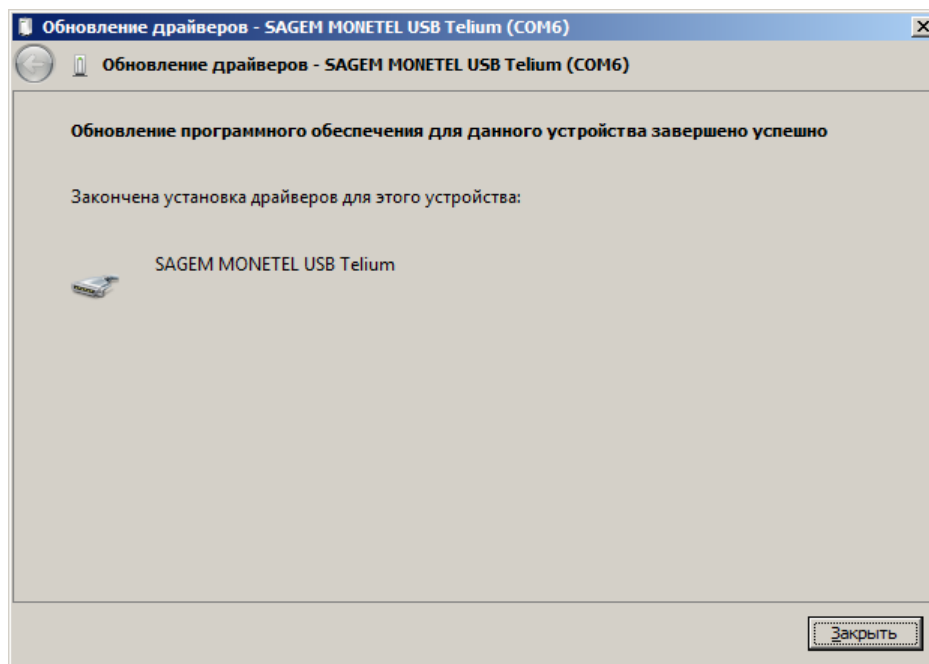 Обновление драйверов - SAGEM MONETEL USB Telium (COM6)
Обновление драйверов - SAGEM MONETEL USB Telium (COM6)
Обновление программного обеспечения для данного устройства завершено успешно
Закончена установка драйверов для этого устройства:
SAGEM MONETEL USB Telium
Закрыть